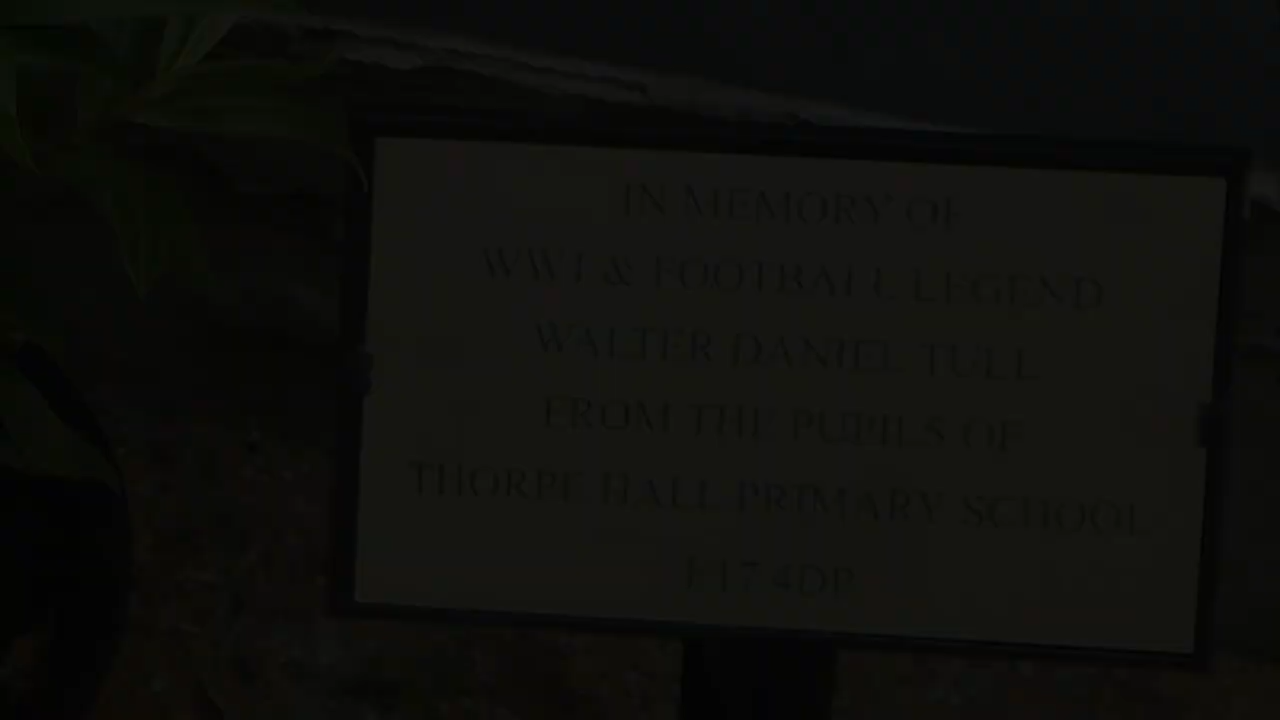 IN MEMORY OF
WW1 & FOOTBALL LEGEND
WALTER DANIEL TULL
FROM THE PUPILS OF
THORPE HALL PRIMARY SCHOOL
E17 4DP